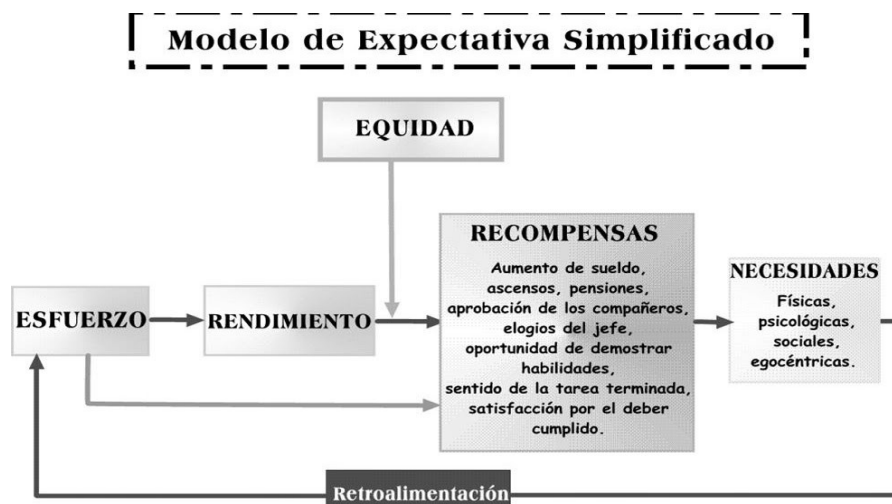 Modelo de Expectativa Simplificado
EQUIDAD
ESFUERZO
RENDIMIENTO
RECOMPENSAS
Aumento de sueldo,
ascensos, pensiones,
aprobación de los compañeros,
elogios del jefe,
oportunidad de demostrar
habilidades,
sentido de la tarea terminada,
satisfacción por el deber
cumplido.
NECESIDADES
Físicas,
psicológicas,
sociales,
egocéntricas.
Retroalimentación